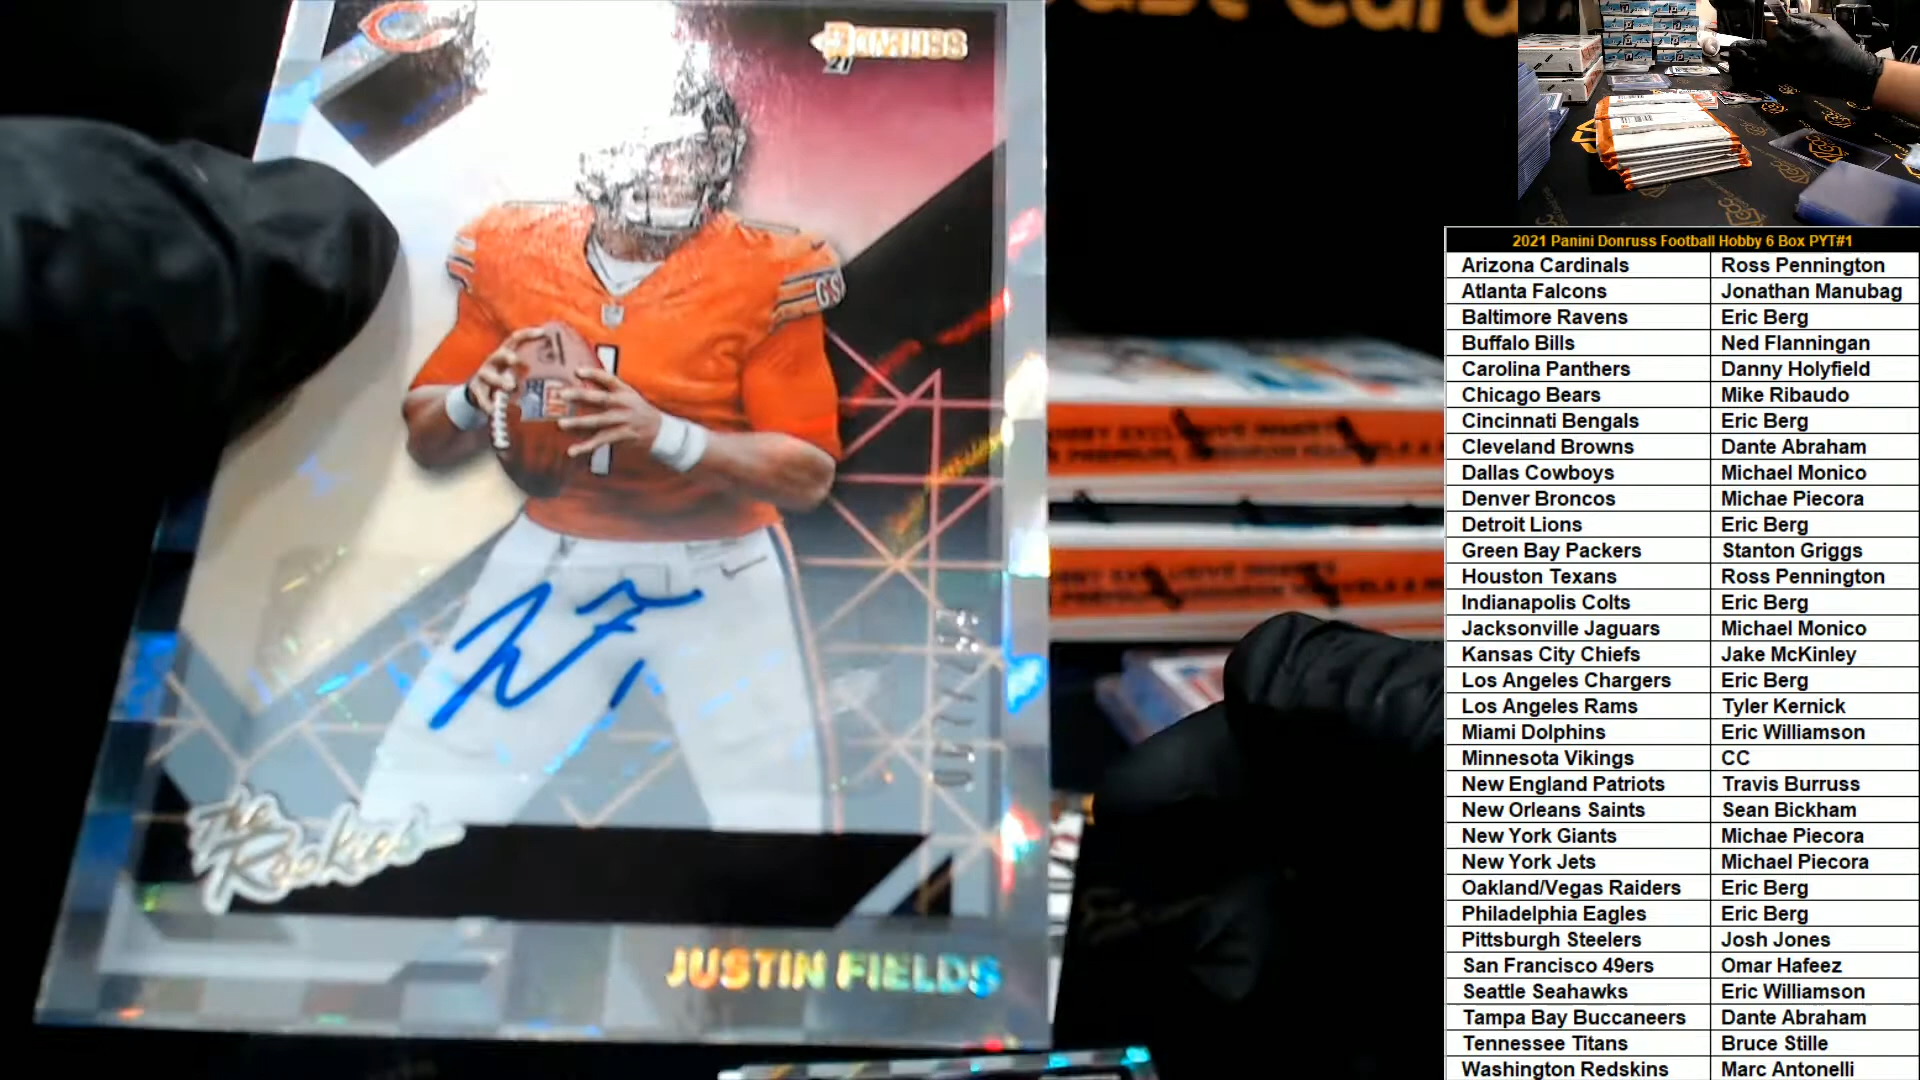 DONRUSS
21
GSH
1
The Rookies
JUSTIN FIELDS
2021 Panini Donruss Football Hobby 6 Box PYT#1
Arizona Cardinals Ross Pennington
Atlanta Falcons Jonathan Manubag
Baltimore Ravens Eric Berg
Buffalo Bills Ned Flanningan
Carolina Panthers Danny Holyfield
Chicago Bears Mike Ribaudo
Cincinnati Bengals Eric Berg
Cleveland Browns Dante Abraham
Dallas Cowboys Michael Monico
Denver Broncos Michae Piecora
Detroit Lions Eric Berg
Green Bay Packers Stanton Griggs
Houston Texans Ross Pennington
Indianapolis Colts Eric Berg
Jacksonville Jaguars Michael Monico
Kansas City Chiefs Jake McKinley
Los Angeles Chargers Eric Berg
Los Angeles Rams Tyler Kernick
Miami Dolphins Eric Williamson
Minnesota Vikings CC
New England Patriots Travis Burruss
New Orleans Saints Sean Bickham
New York Giants Michae Piecora
New York Jets Michael Piecora
Oakland/Vegas Raiders Eric Berg
Philadelphia Eagles Eric Berg
Pittsburgh Steelers Josh Jones
San Francisco 49ers Omar Hafeez
Seattle Seahawks Eric Williamson
Tampa Bay Buccaneers Dante Abraham
Tennessee Titans Bruce Stille
Washington Redskins Marc Antonelli